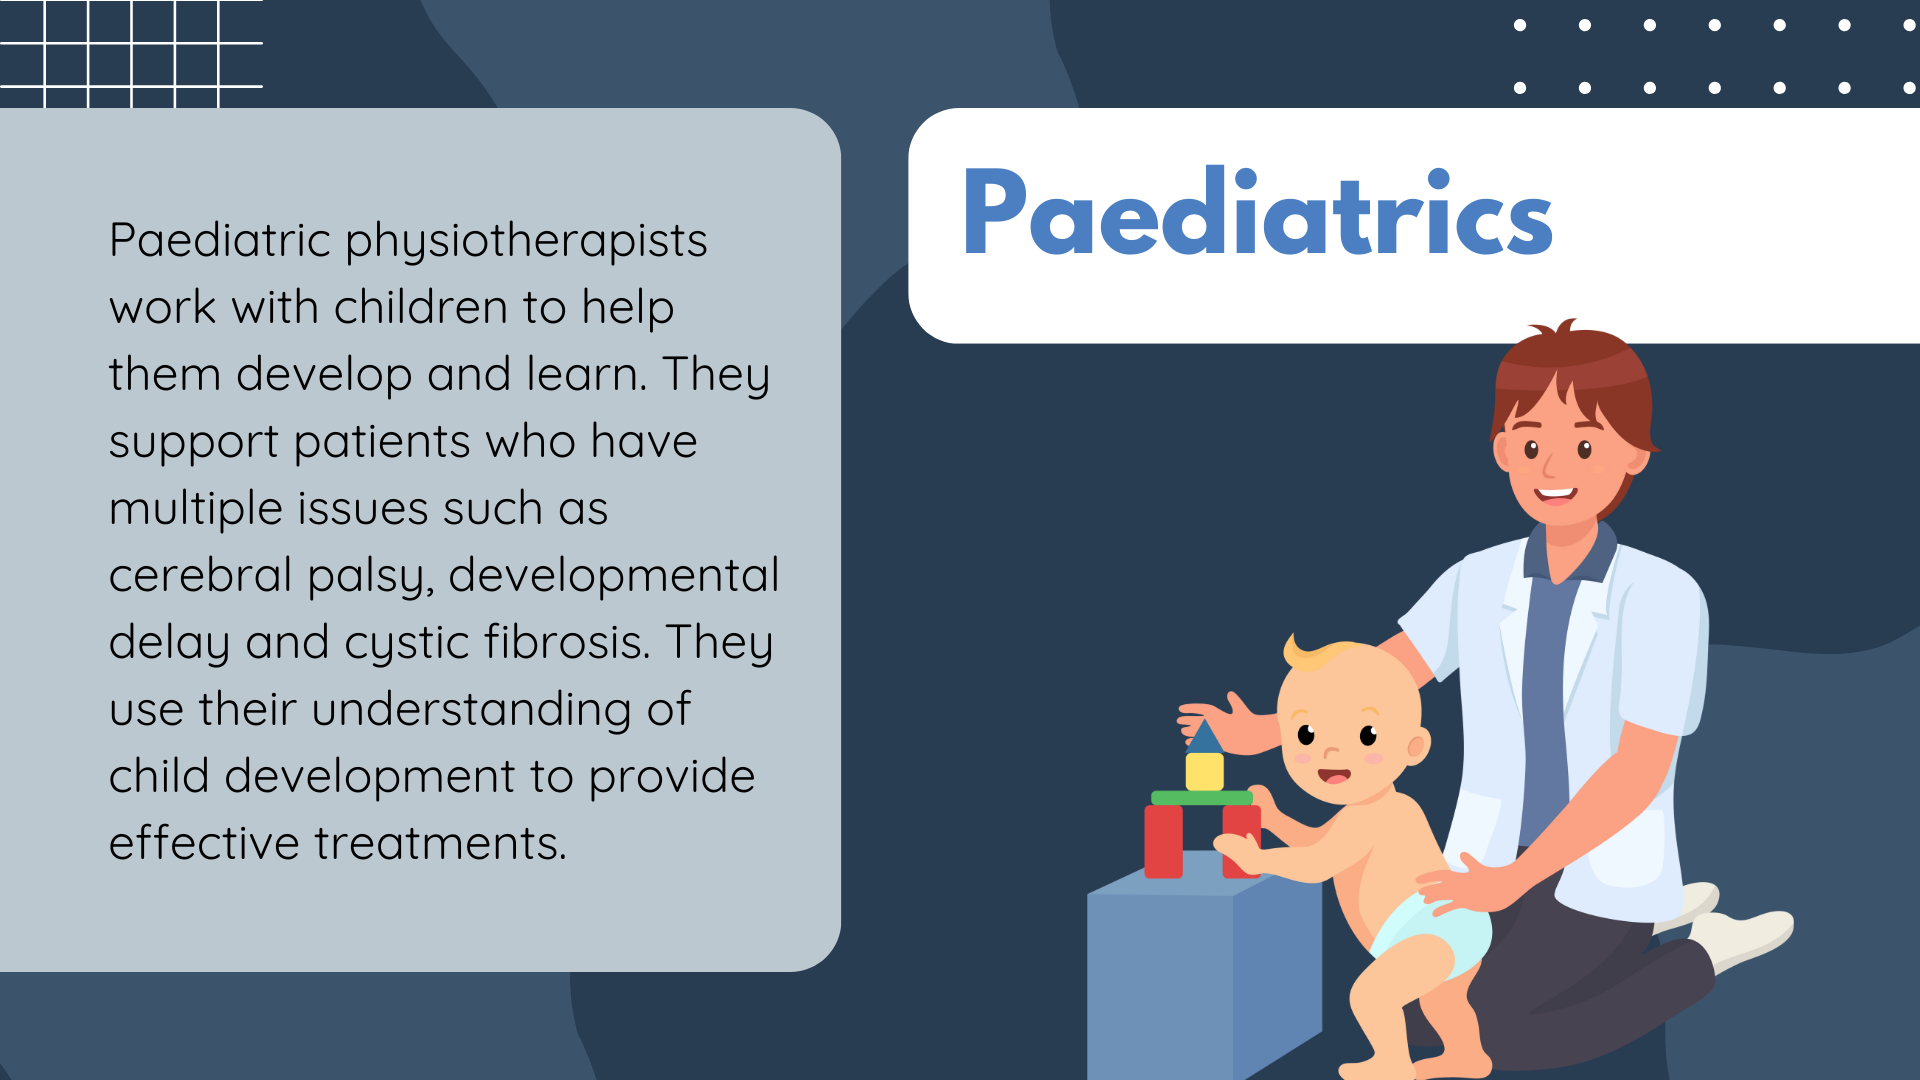 Paediatrics
Paediatric physiotherapists
work with children to help
them develop and learn. They
support patients who have
multiple issues such as
cerebral palsy, developmental
delay and cystic fibrosis. They
use their understanding of
child development to provide
effective treatments.